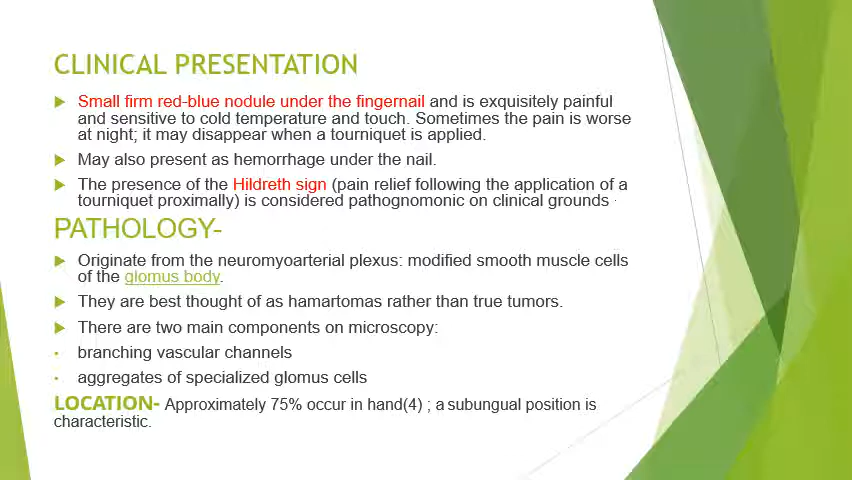 CLINICAL PRESENTATION
Small firm red-blue nodule under the fingernail and is exquisitely painful
and sensitive to cold temperature and touch. Sometimes the pain is worse
at night; it may disappear when a tourniquet is applied.
May also present as hemorrhage under the nail.
The presence of the Hildreth sign (pain relief following the application of a
tourniquet proximally) is considered pathognomonic on clinical grounds .
PATHOLOGY-
Originate from the neuromyoarterial plexus: modified smooth muscle cells
of the glomus body.
They are best thought of as hamartomas rather than true tumors.
There are two main components on microscopy:
branching vascular channels
aggregates of specialized glomus cells
LOCATION- Approximately 75% occur in hand(4) ; a subungual position is
characteristic.